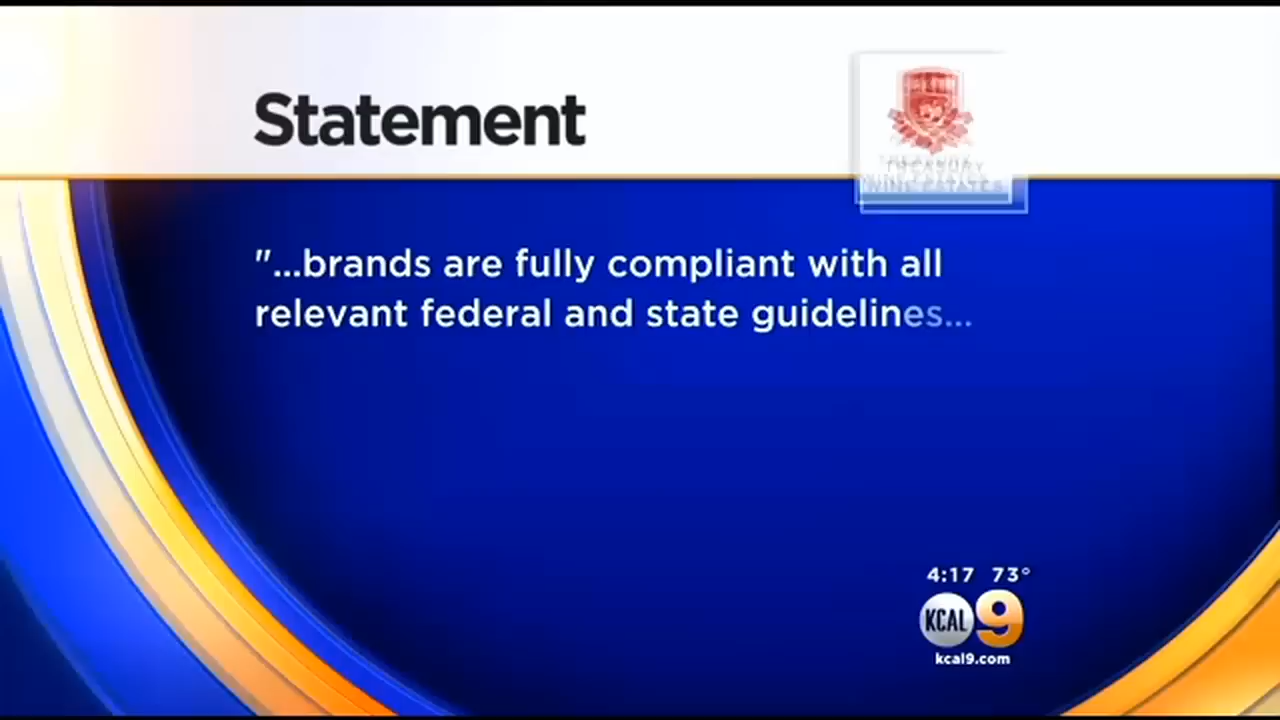 Statement
"...brands are fully compliant with all
relevant federal and state guidelines...
4:17 73°
KCAL 9
kcal9.com